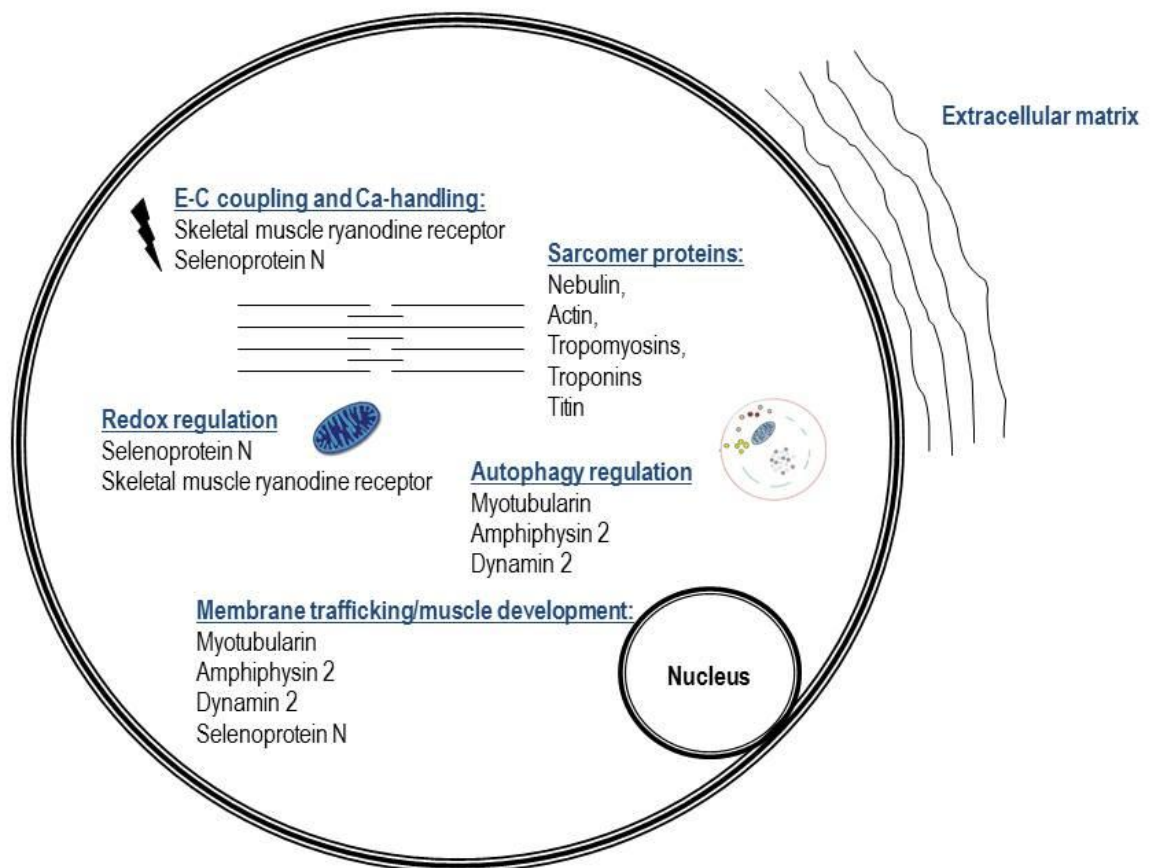 Extracellular matrix
E-C coupling and Ca-handling:
Skeletal muscle ryanodine receptor
Selenoprotein N
Sarcomer proteins:
Nebulin,
Actin,
Tropomyosins,
Troponins
Titin
Redox regulation
Selenoprotein N
Skeletal muscle ryanodine receptor
Autophagy regulation
Myotubularin
Amphiphysin 2
Dynamin 2
Membrane trafficking/muscle development:
Myotubularin
Amphiphysin 2
Dynamin 2
Selenoprotein N
Nucleus